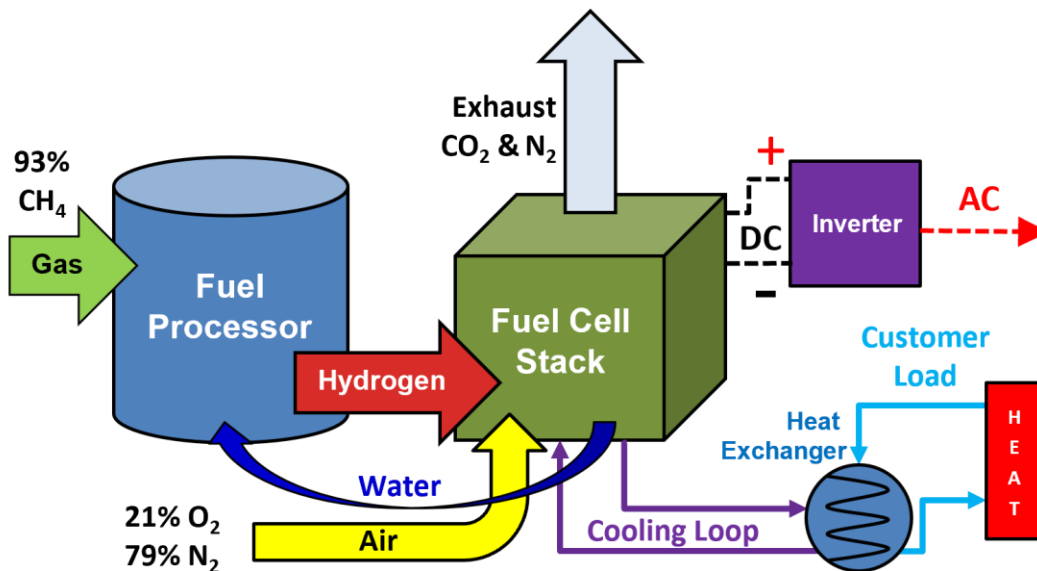 Exhaust
CO₂ & N₂
93%
CH₄
Gas
Fuel
Processor
Hydrogen
Fuel Cell
Stack
+
DC
-
Inverter
AC
Customer
Load
Heat
Exchanger
H
E
A
T
Water
Cooling Loop
21% O₂
79% N₂
Air